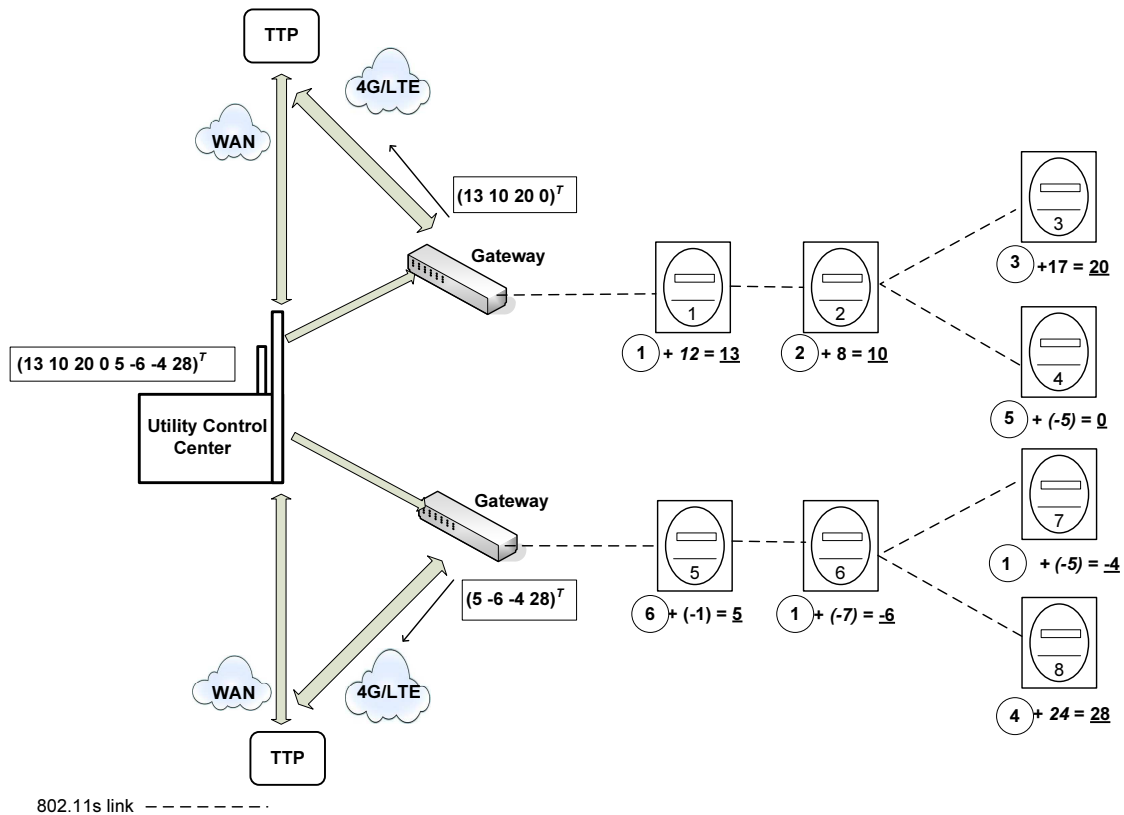 TTP
4G/LTE
WAN
(13 10 20 0)^T
Gateway
3
3 +17 = 20
1
2
1 + 12 = 13
2 + 8 = 10
(13 10 20 0 5 -6 -4 28)^T
4
5 + (-5) = 0
Utility Control
Center
Gateway
7
1 + (-5) = -4
5
6
(5 -6 -4 28)^T
6 + (-1) = 5
1 + (-7) = -6
8
4 + 24 = 28
WAN
4G/LTE
TTP
802.11s link